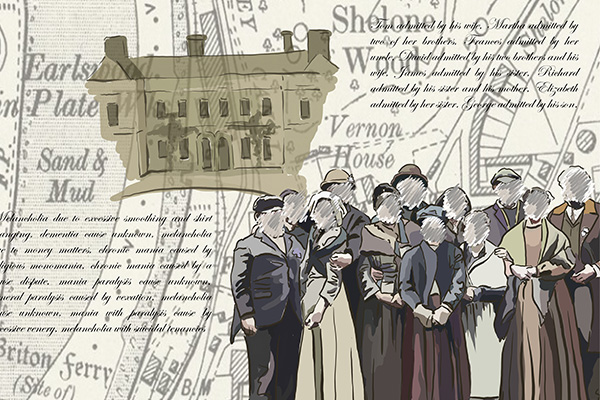 Tom admitted by his wife, Martha admitted by
two of her brothers, Frances admitted by her
uncle, David admitted by his two brothers and his
wife, James admitted by his sister, Richard
admitted by his sister and his mother, Elizabeth
admitted by her sister, George admitted by his son.
Earlswood
Plate W
Sand &
Mud
Vernon
House
Melancholia due to excessive smoothing and shirt
hanging, dementia cause unknown, melancholia
to money matters, chronic mania caused by
religious monomania, chronic mania caused by a
dispute, mania paralysis cause unknown,
general paralysis caused by vexation, melancholia
cause unknown, mania with paralysis cause by
excessive venery, melancholia with suicidal tenancies
Briton Ferry
(Site of)
B.M